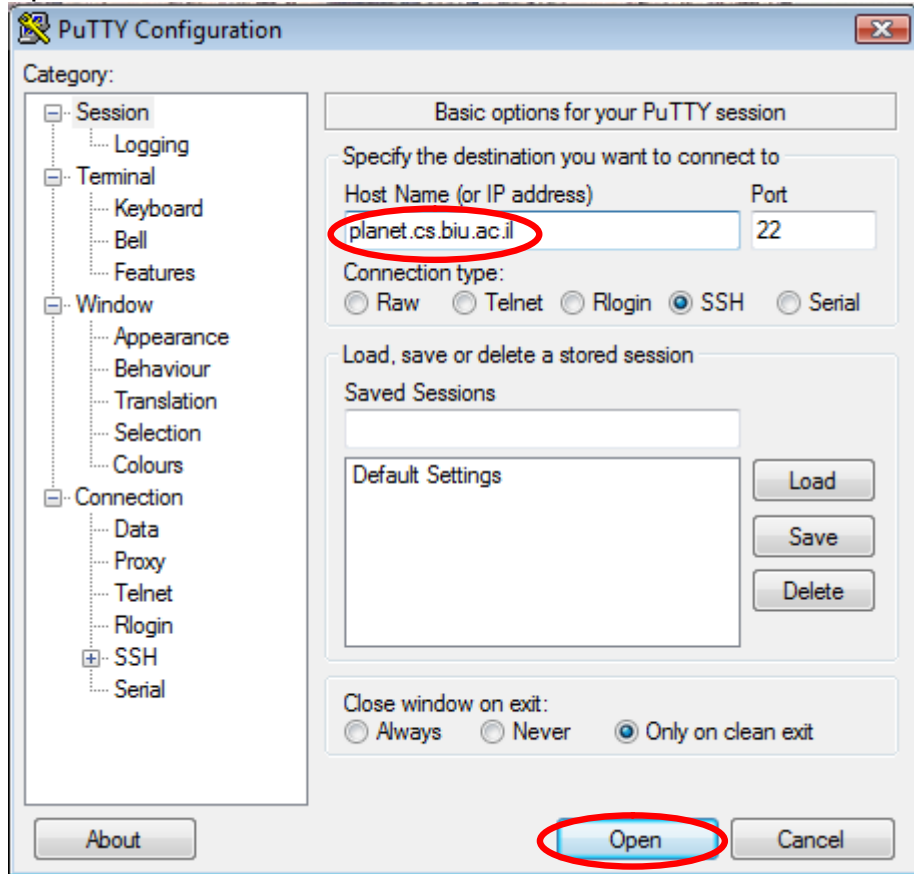 PuTTY Configuration
Category:
Session
Logging
Terminal
Keyboard
Bell
Features
Window
Appearance
Behaviour
Translation
Selection
Colours
Connection
Data
Proxy
Telnet
Rlogin
SSH
Serial
Basic options for your PuTTY session
Specify the destination you want to connect to
Host Name (or IP address) Port
planet.cs.biu.ac.il 22
Connection type:
Raw Telnet Rlogin SSH Serial
Load, save or delete a stored session
Saved Sessions
Default Settings
Load
Save
Delete
Close window on exit:
Always Never Only on clean exit
About Open Cancel